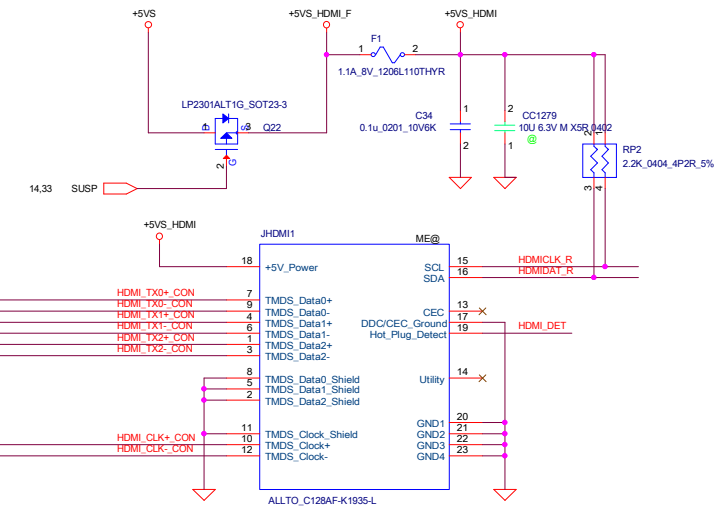 +5VS
+5VS_HDMI_F
+5VS_HDMI
F1
1
2
1.1A_8V_1206L110THYR
LP2301ALT1G_SOT23-3
1
D
S
3
Q22
2
G
14,33
SUSP
C34
0.1u_0201_10V6K
1
2
CC1279
10U 6.3V M X5R 0402
@
2
1
RP2
2.2K_0404_4P2R_5%
2
1
3
4
+5VS_HDMI
JHDMI1
ME@
18
+5V_Power
HDMI_TX0+_CON
7
TMDS_Data0+
HDMI_TX0-_CON
9
TMDS_Data0-
HDMI_TX1+_CON
4
TMDS_Data1+
HDMI_TX1-_CON
6
TMDS_Data1-
HDMI_TX2+_CON
1
TMDS_Data2+
HDMI_TX2-_CON
3
TMDS_Data2-
8
TMDS_Data0_Shield
5
TMDS_Data1_Shield
2
TMDS_Data2_Shield
11
TMDS_Clock_Shield
HDMI_CLK+_CON
10
TMDS_Clock+
HDMI_CLK-_CON
12
TMDS_Clock-
SCL
15
HDMICLK_R
SDA
16
HDMIDAT_R
CEC
13
DDC/CEC_Ground
17
Hot_Plug_Detect
19
HDMI_DET
Utility
14
GND1
20
GND2
21
GND3
22
GND4
23
ALLTO_C128AF-K1935-L